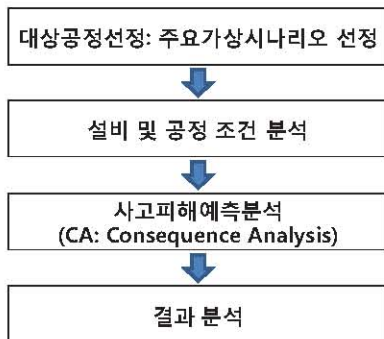 대상공정선정: 주요가상시나리오 선정
설비 및 공정 조건 분석
사고피해예측분석
(CA: Consequence Analysis)
결과 분석